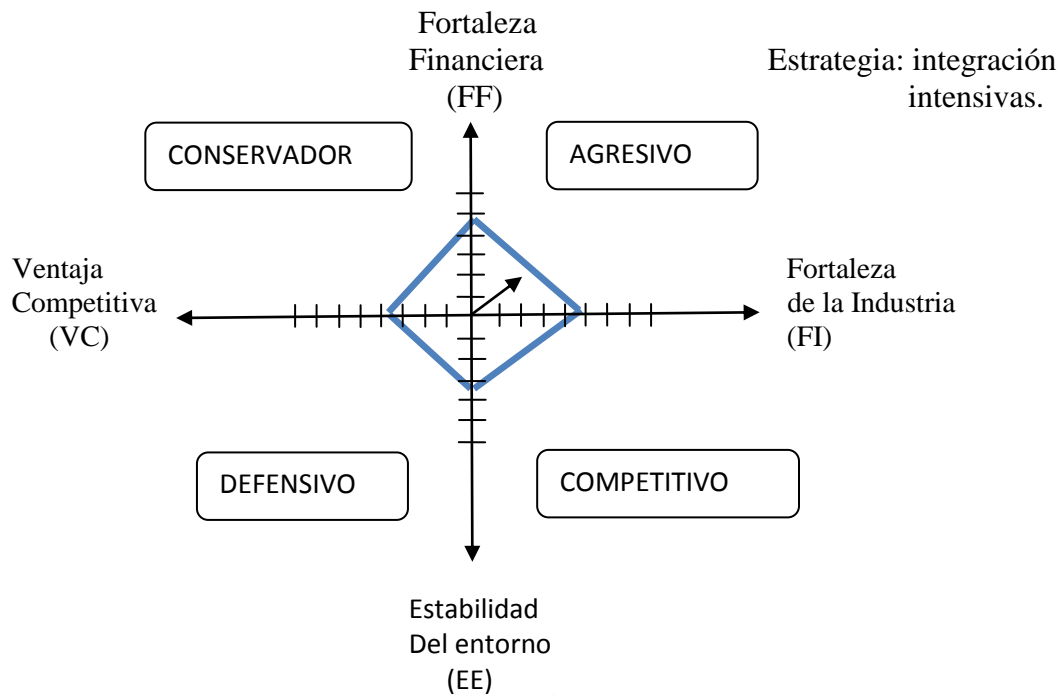 Fortaleza
Financiera
(FF)
Estrategia: integración
intensivas.
CONSERVADOR
AGRESIVO
Ventaja
Competitiva
(VC)
Fortaleza
de la Industria
(FI)
DEFENSIVO
COMPETITIVO
Estabilidad
Del entorno
(EE)